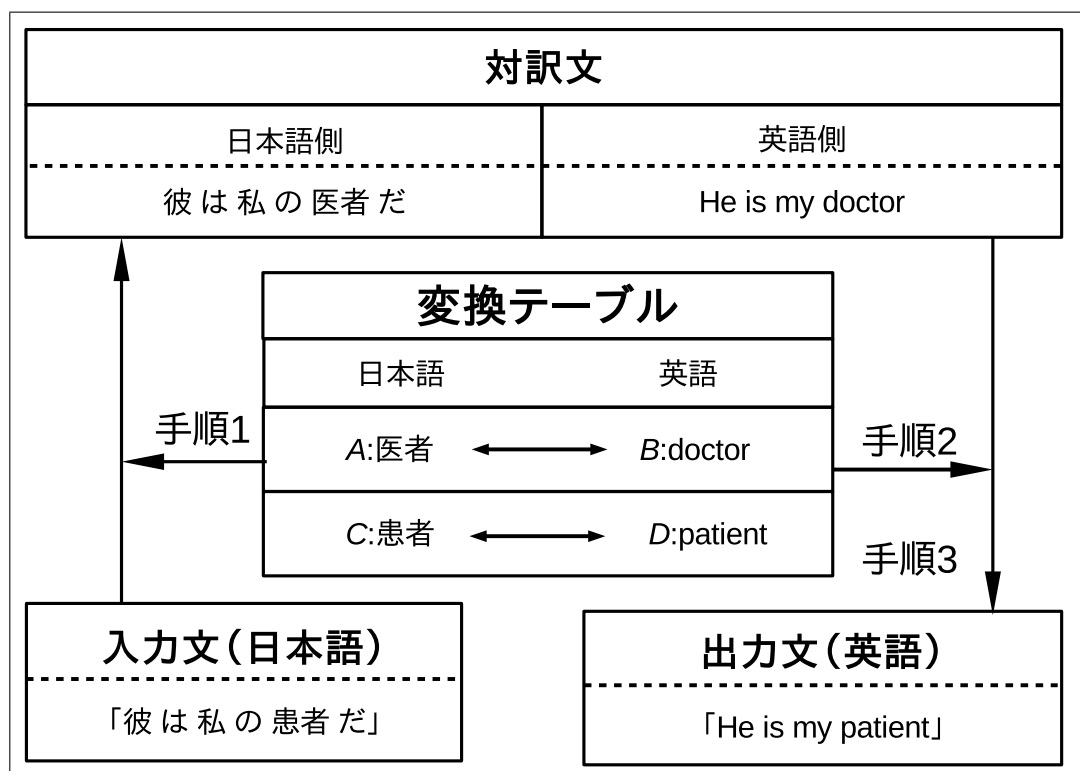 対訳文
日本語側 英語側
彼 は 私 の 医者 だ He is my doctor
変換テーブル
日本語 英語
手順1
A:医者 B:doctor
手順2
C:患者 D:patient
手順3
入力文(日本語)
「彼 は 私 の 患者 だ」
出力文(英語)
「He is my patient」